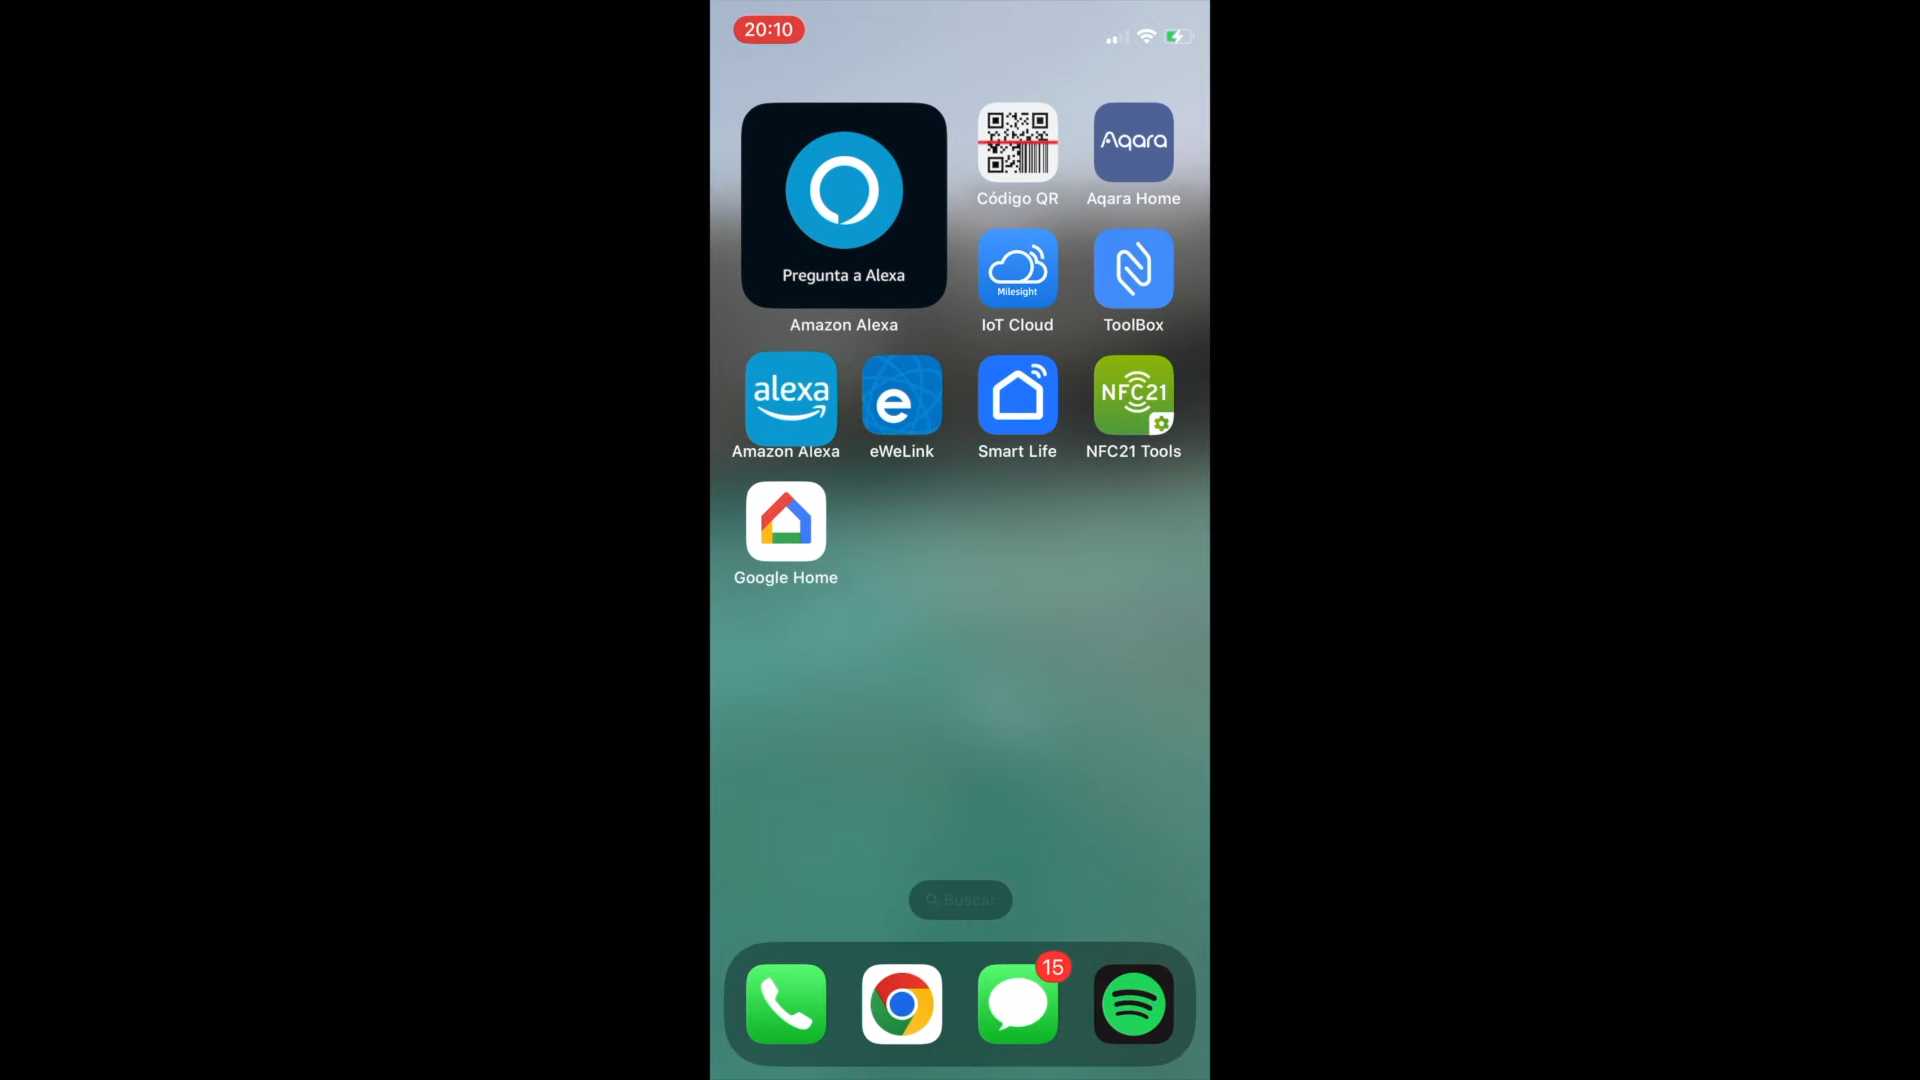 20:10
Pregunta a Alexa
Amazon Alexa
Código QR
Aqara
Aqara Home
Milesight
IoT Cloud
ToolBox
alexa
Amazon Alexa
e
eWeLink
Smart Life
NFC21
NFC21 Tools
Google Home
Buscar
15